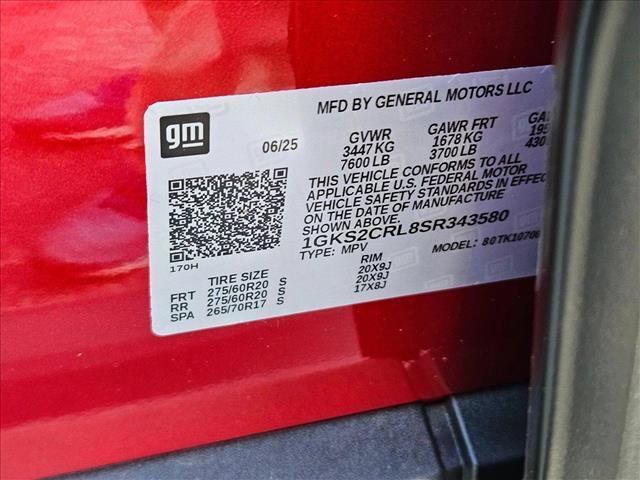 MFD BY GENERAL MOTORS LLC
gm
06/25
GVWR GAWR FRT
3447 KG 1678 KG
7600 LB 3700 LB
THIS VEHICLE CONFORMS TO ALL
APPLICABLE U.S. FEDERAL MOTOR
VEHICLE SAFETY STANDARDS IN
ON THE DATE OF MANUFACTURE
SHOWN ABOVE.
1GKS2CRL8SR343580
TYPE: MPV MODEL:
170H
TIRE SIZE RIM
FRT 275/60R20 S 20X9J
RR 275/60R20 S 20X9J
SPA 265/70R17 S 17X8J